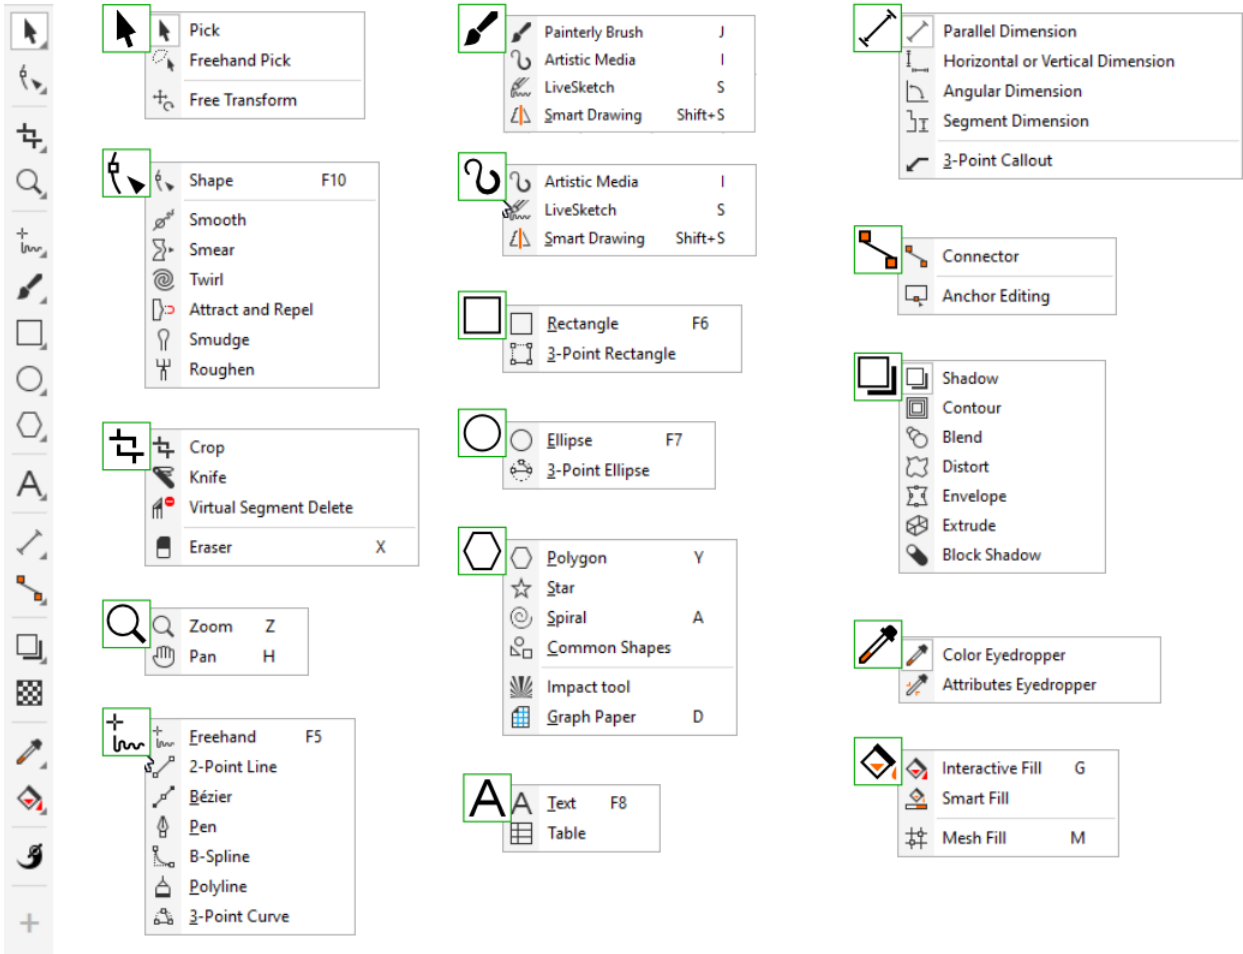 Pick
Freehand Pick
Free Transform
Shape F10
Smooth
Smear
Twirl
Attract and Repel
Smudge
Roughen
Crop
Knife
Virtual Segment Delete
Eraser X
Zoom Z
Pan H
Freehand F5
2-Point Line
Bézier
Pen
B-Spline
Polyline
3-Point Curve
Painterly Brush J
Artistic Media I
LiveSketch S
Smart Drawing Shift+S
Artistic Media I
LiveSketch S
Smart Drawing Shift+S
Rectangle F6
3-Point Rectangle
Ellipse F7
3-Point Ellipse
Polygon Y
Star
Spiral A
Common Shapes
Impact tool
Graph Paper D
Text F8
Table
Parallel Dimension
Horizontal or Vertical Dimension
Angular Dimension
Segment Dimension
3-Point Callout
Connector
Anchor Editing
Shadow
Contour
Blend
Distort
Envelope
Extrude
Block Shadow
Color Eyedropper
Attributes Eyedropper
Interactive Fill G
Smart Fill
Mesh Fill M